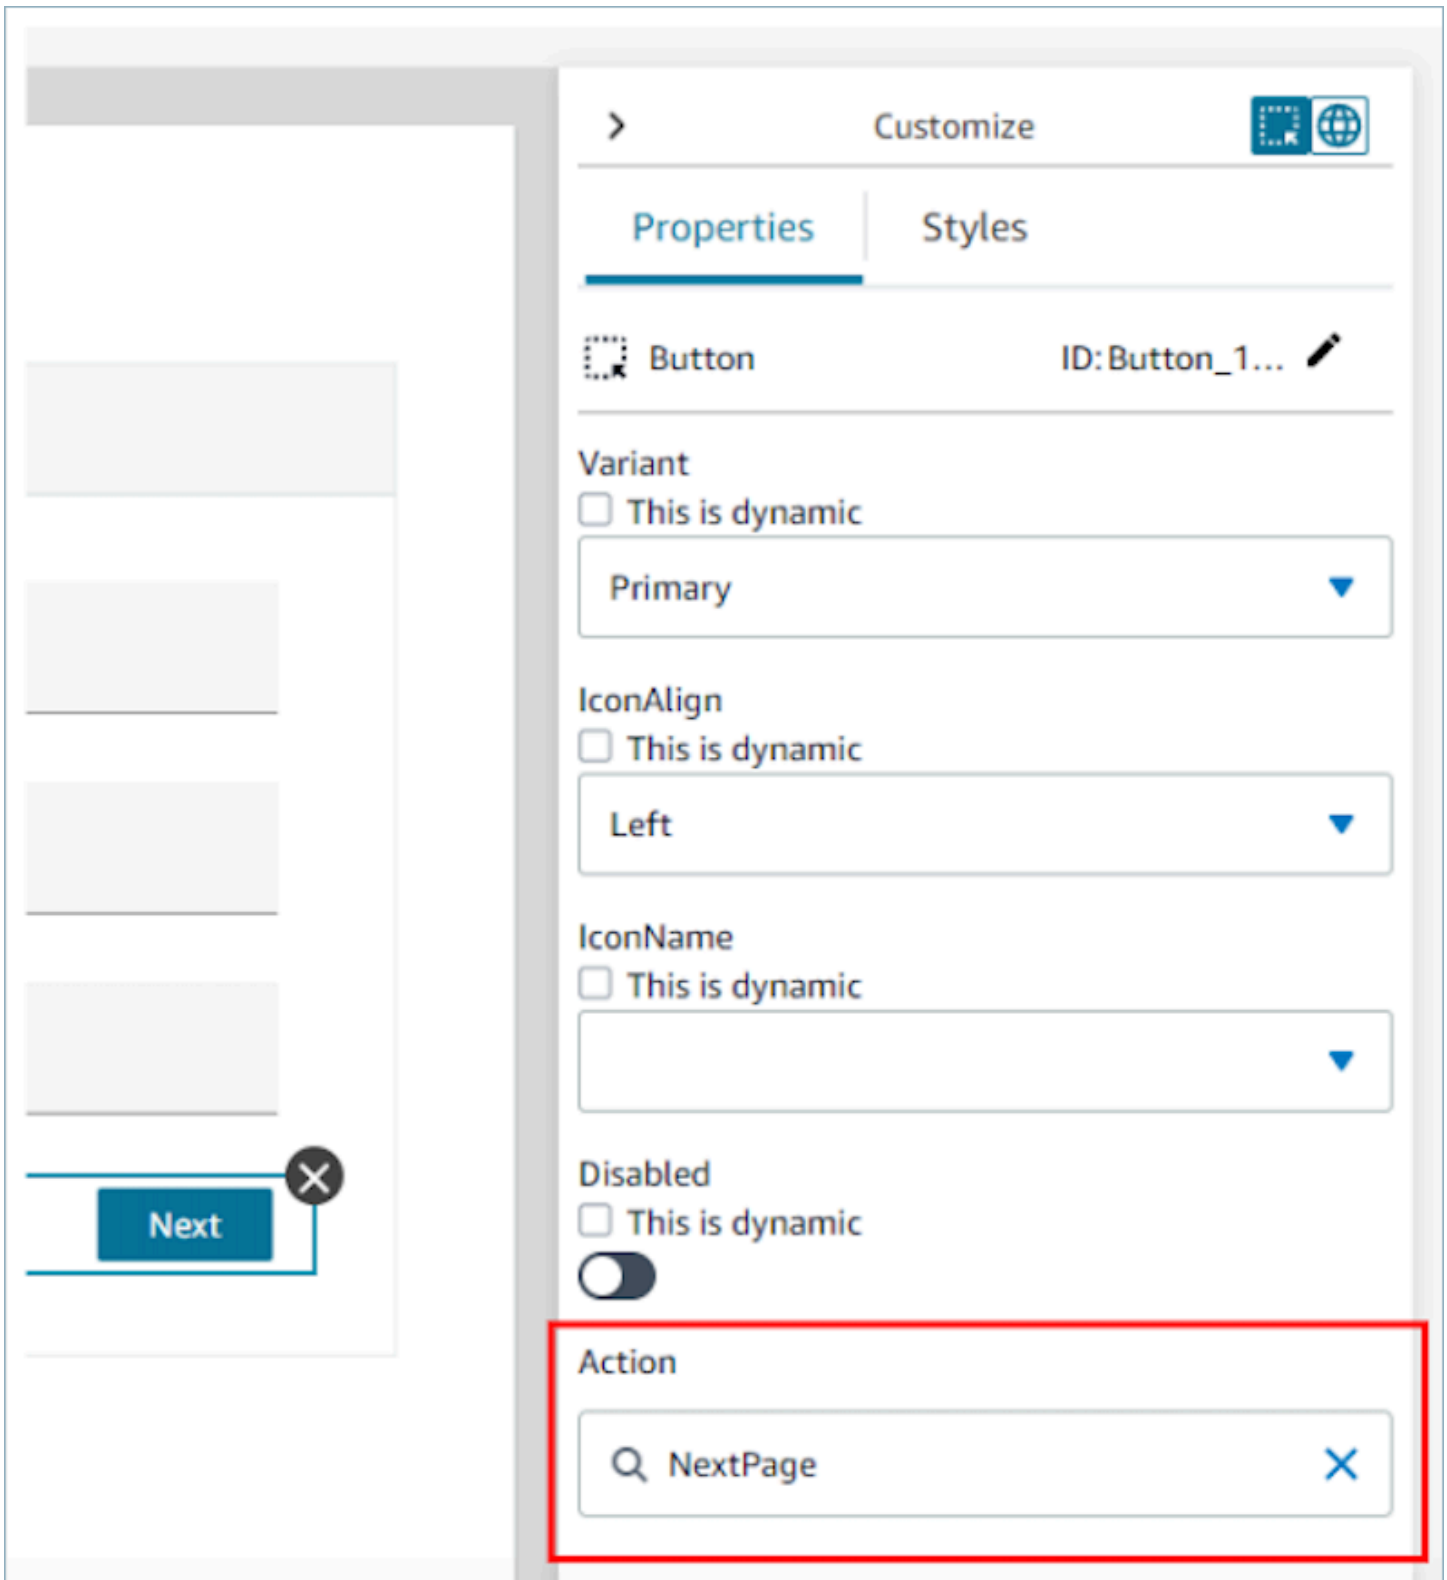 Customize
Properties
Styles
Button
ID: Button_1...
Variant
This is dynamic
Primary
IconAlign
This is dynamic
Left
IconName
This is dynamic
Disabled
This is dynamic
Next
Action
NextPage